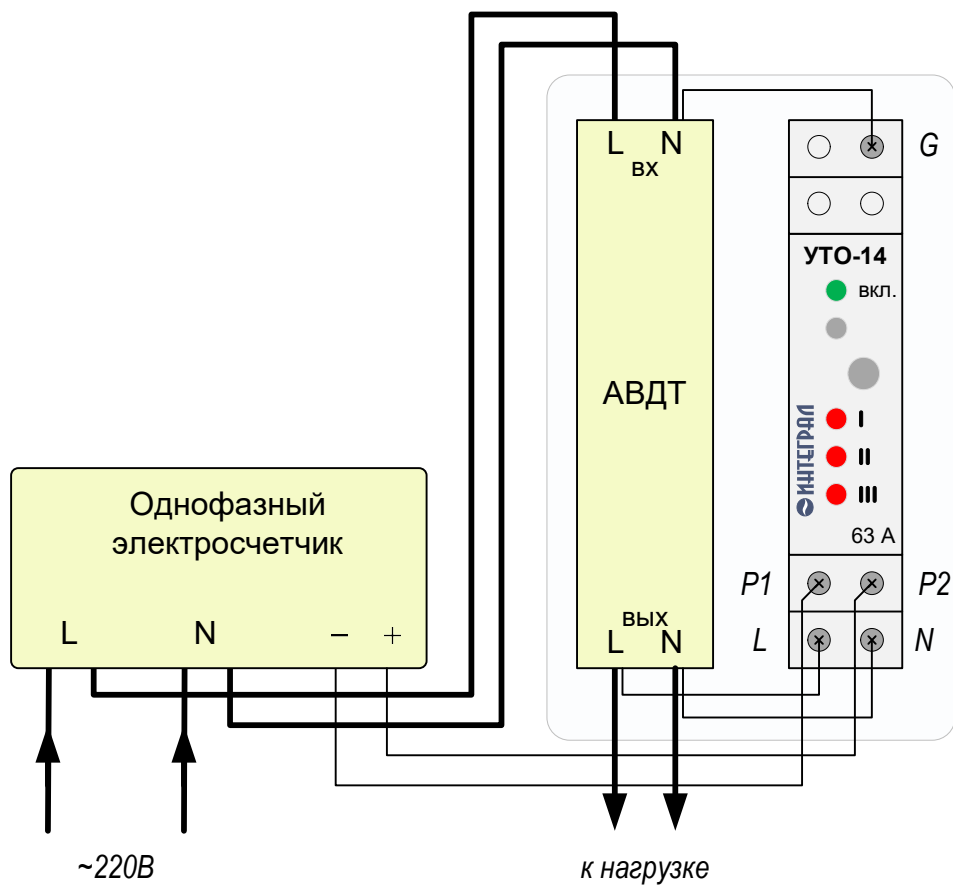 L N
вх
G
УТО-14
вкл.
АВДТ
I
II
III
ИНТЕГРАЛ
63 А
Однофазный
электросчетчик
L N − +
вых
L N
P1 P2
L N
~220В
к нагрузке